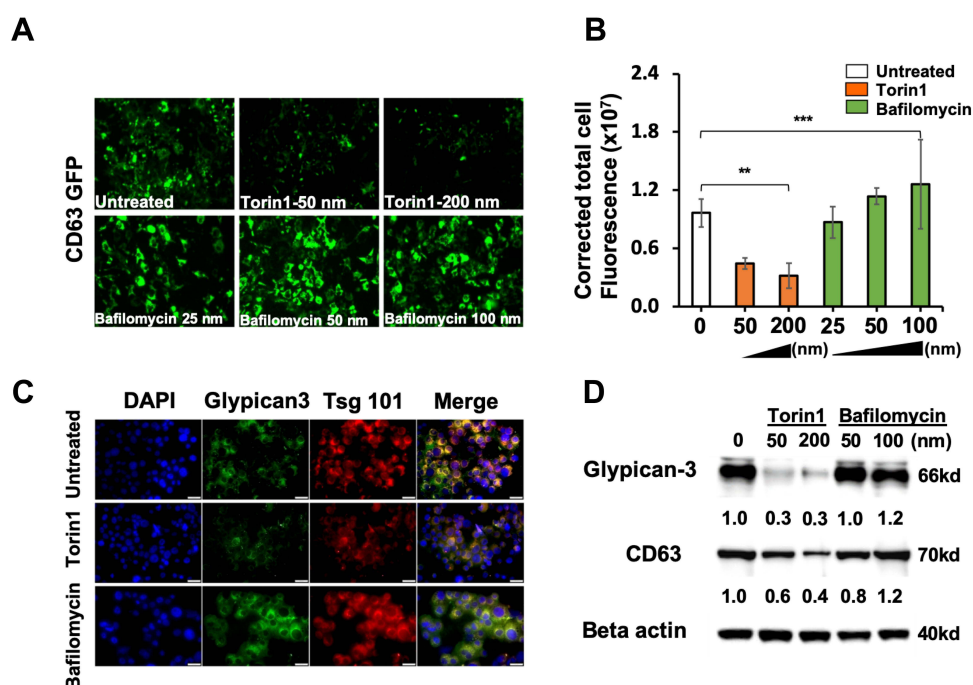 A
CD63 GFP
Untreated
Torin1-50 nm
Torin1-200 nm
Bafilomycin 25 nm
Bafilomycin 50 nm
Bafilomycin 100 nm
B
Corrected total cell
Fluorescence (x10⁷)
2.4
1.8
1.2
0.6
0.0
Untreated
Torin1
Bafilomycin
***
**
0 50 200 25 50 100
(nm) (nm)
C
DAPI Glypican3 Tsg 101 Merge
Untreated
Torin1
Bafilomycin
D
Torin1 Bafilomycin
0 50 200 50 100 (nm)
Glypican-3 66kd
1.0 0.3 0.3 1.0 1.2
CD63 70kd
1.0 0.6 0.4 0.8 1.2
Beta actin 40kd